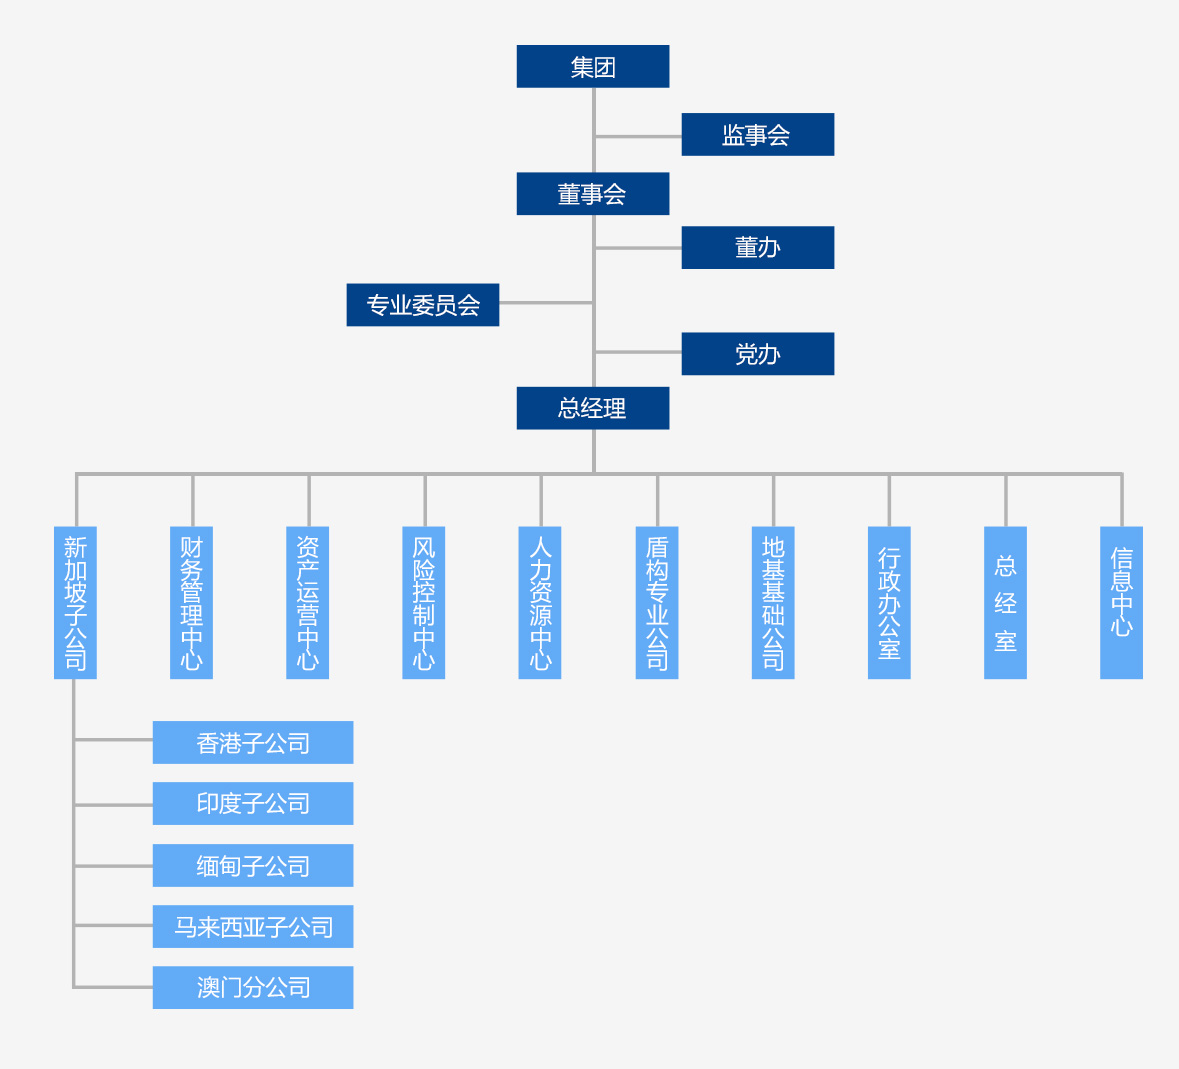 集团
监事会
董事会
董办
专业委员会
党办
总经理
新加坡子公司
财务管理中心
资产运营中心
风险控制中心
人力资源中心
盾构专业公司
地基基础公司
行政办公室
总经室
信息中心
香港子公司
印度子公司
缅甸子公司
马来西亚子公司
澳门分公司